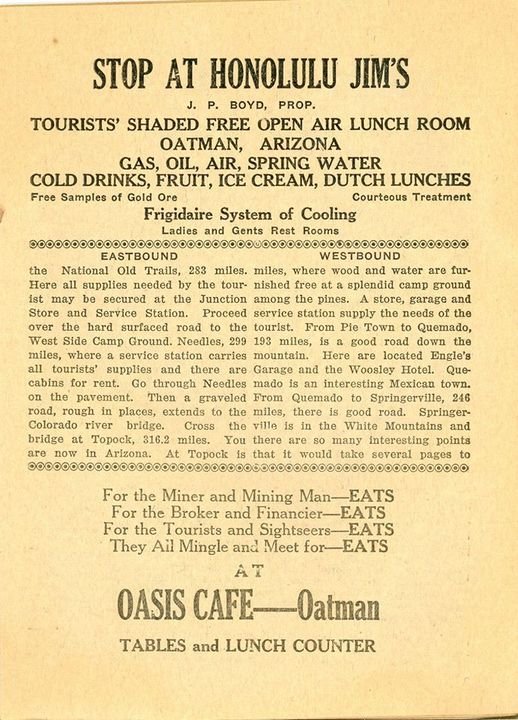 STOP AT HONOLULU JIM'S
J. P. BOYD, PROP.
TOURISTS' SHADED FREE OPEN AIR LUNCH ROOM
OATMAN, ARIZONA
GAS, OIL, AIR, SPRING WATER
COLD DRINKS, FRUIT, ICE CREAM, DUTCH LUNCHES
Free Samples of Gold Ore Courteous Treatment
Frigidaire System of Cooling
Ladies and Gents Rest Rooms
EASTBOUND
the National Old Trails, 283 miles.
Here all supplies needed by the tour-
ist may be secured at the Junction
Store and Service Station. Proceed
over the hard surfaced road to the
West Side Camp Ground. Needles, 299
miles, where a service station carries
all tourists' supplies and there are
cabins for rent. Go through Needles
on the pavement. Then a graveled
road, rough in places, extends to the
Colorado river bridge. Cross the
bridge at Topock, 316.2 miles. You
are now in Arizona. At Topock is
WESTBOUND
miles, where wood and water are fur-
nished free at a splendid camp ground
among the pines. A store, garage and
service station supply the needs of the
tourist. From Pie Town to Quemado,
193 miles, is a good road down the
mountain. Here are located Engle's
Garage and the Woosley Hotel. Que-
mado is an interesting Mexican town.
From Quemado to Springerville, 246
miles, there is good road. Springer-
ville is in the White Mountains and
there are so many interesting points
that it would take several pages to
For the Miner and Mining Man—EATS
For the Broker and Financier—EATS
For the Tourists and Sightseers—EATS
They All Mingle and Meet for—EATS
AT
OASIS CAFE—Oatman
TABLES and LUNCH COUNTER